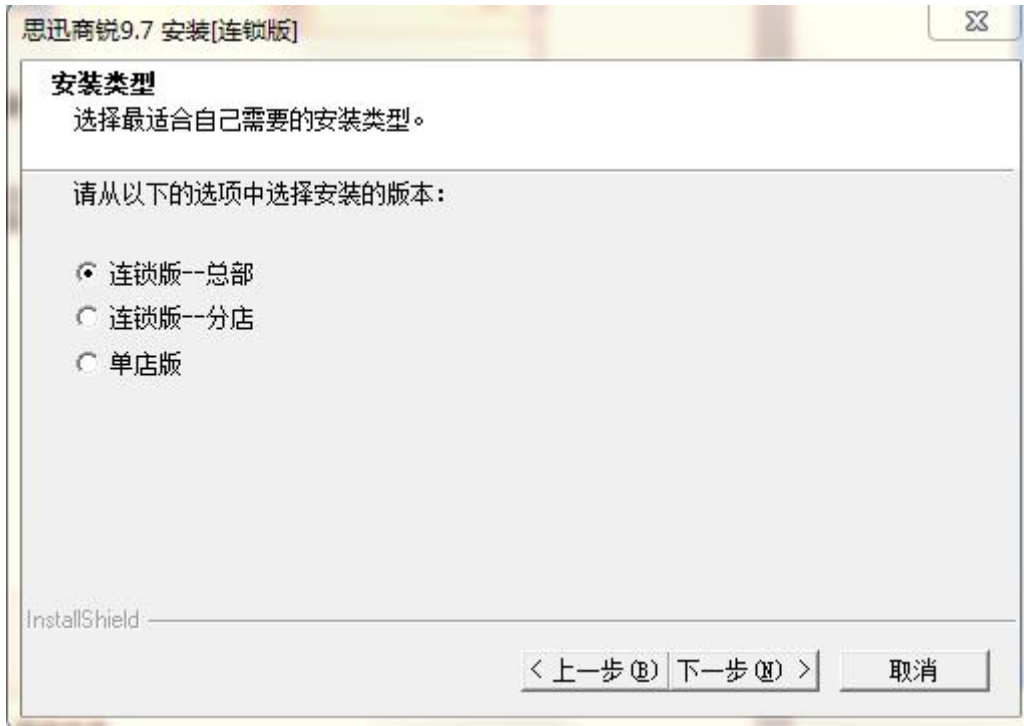 思迅商锐9.7 安装[连锁版]
安装类型
选择最适合自己需要的安装类型。
请从以下的选项中选择安装的版本：
连锁版--总部
连锁版--分店
单店版
InstallShield
< 上一步(B) 下一步(N) > 取消